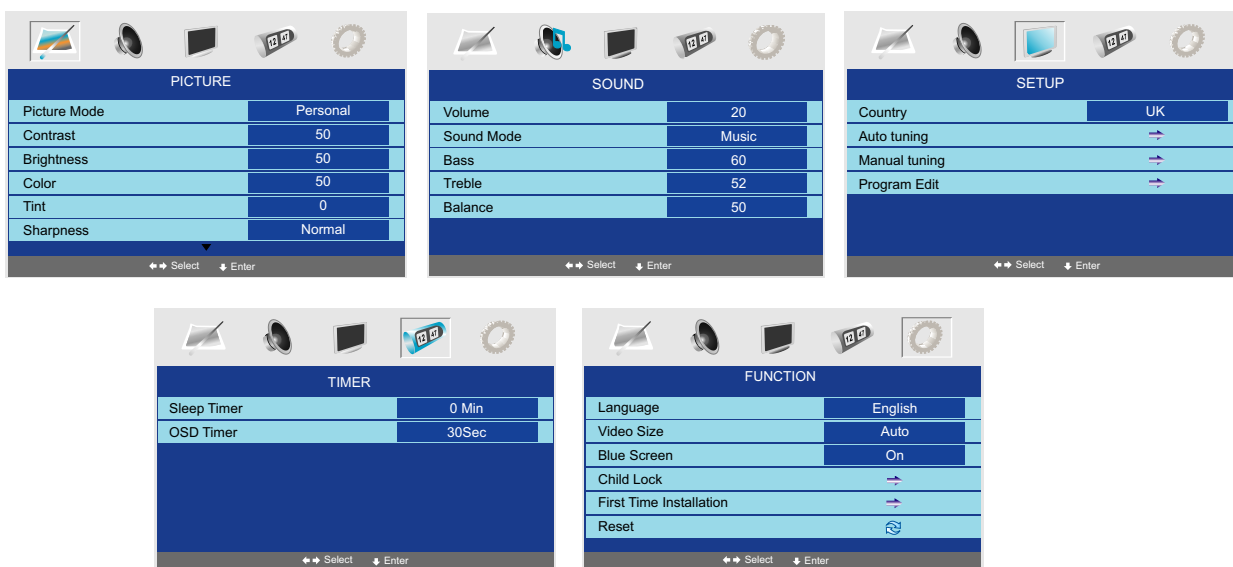 PICTURE
Picture Mode Personal
Contrast 50
Brightness 50
Color 50
Tint 0
Sharpness Normal
Select Enter
SOUND
Volume 20
Sound Mode Music
Bass 60
Treble 52
Balance 50
Select Enter
SETUP
Country UK
Auto tuning
Manual tuning
Program Edit
Select Enter
12 47
TIMER
Sleep Timer 0 Min
OSD Timer 30Sec
Select Enter
FUNCTION
Language English
Video Size Auto
Blue Screen On
Child Lock
First Time Installation
Reset
Select Enter